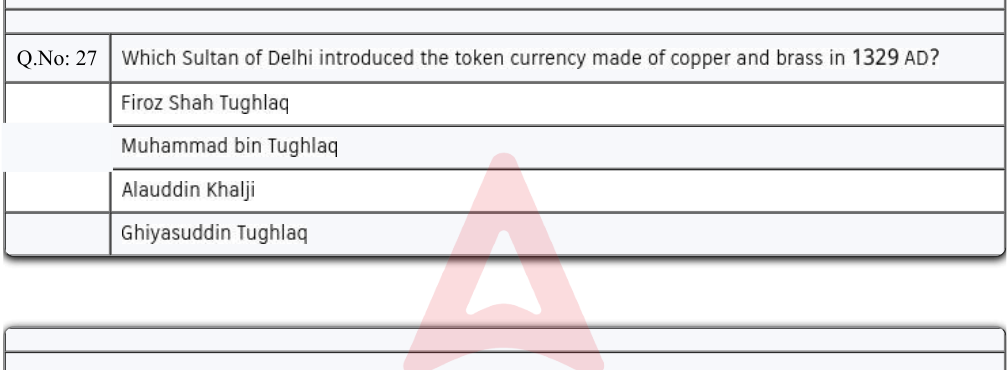 Q.No: 27 Which Sultan of Delhi introduced the token currency made of copper and brass in 1329 AD?
Firoz Shah Tughlaq
Muhammad bin Tughlaq
Alauddin Khalji
Ghiyasuddin Tughlaq